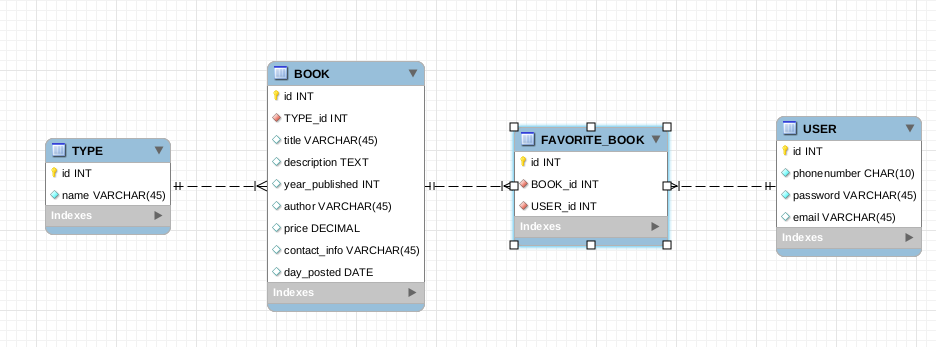 TYPE
id INT
name VARCHAR(45)
Indexes
BOOK
id INT
TYPE_id INT
title VARCHAR(45)
description TEXT
year_published INT
author VARCHAR(45)
price DECIMAL
contact_info VARCHAR(45)
day_posted DATE
Indexes
FAVORITE_BOOK
id INT
BOOK_id INT
USER_id INT
Indexes
USER
id INT
phonenumber CHAR(10)
password VARCHAR(45)
email VARCHAR(45)
Indexes